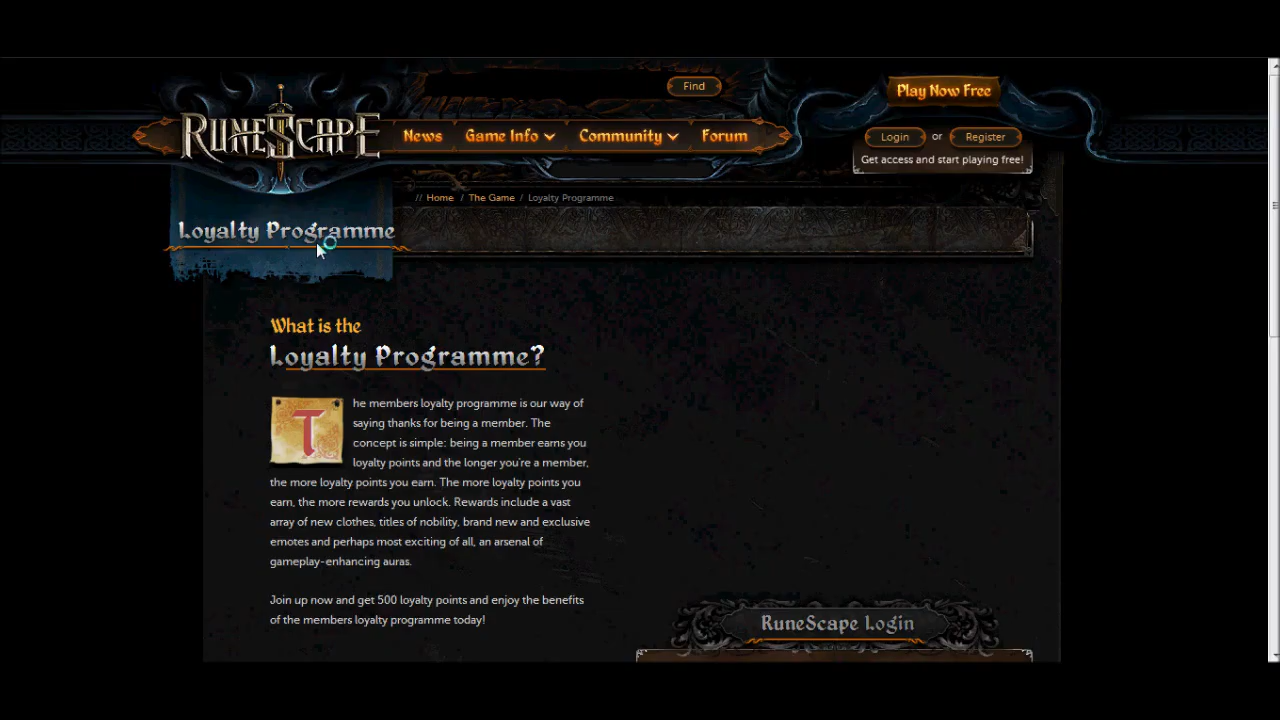 Find
Play Now Free
RuneScape
News Game Info Community Forum
Login or Register
Get access and start playing free!
// Home / The Game / Loyalty Programme
Loyalty Programme
What is the
Loyalty Programme?
The members loyalty programme is our way of
saying thanks for being a member. The
concept is simple: being a member earns you
loyalty points and the longer you're a member,
the more loyalty points you earn. The more loyalty points you
earn, the more rewards you unlock. Rewards include a vast
array of new clothes, titles of nobility, brand new and exclusive
emotes and perhaps most exciting of all, an arsenal of
gameplay-enhancing auras.
Join up now and get 500 loyalty points and enjoy the benefits
of the members loyalty programme today!
RuneScape Login